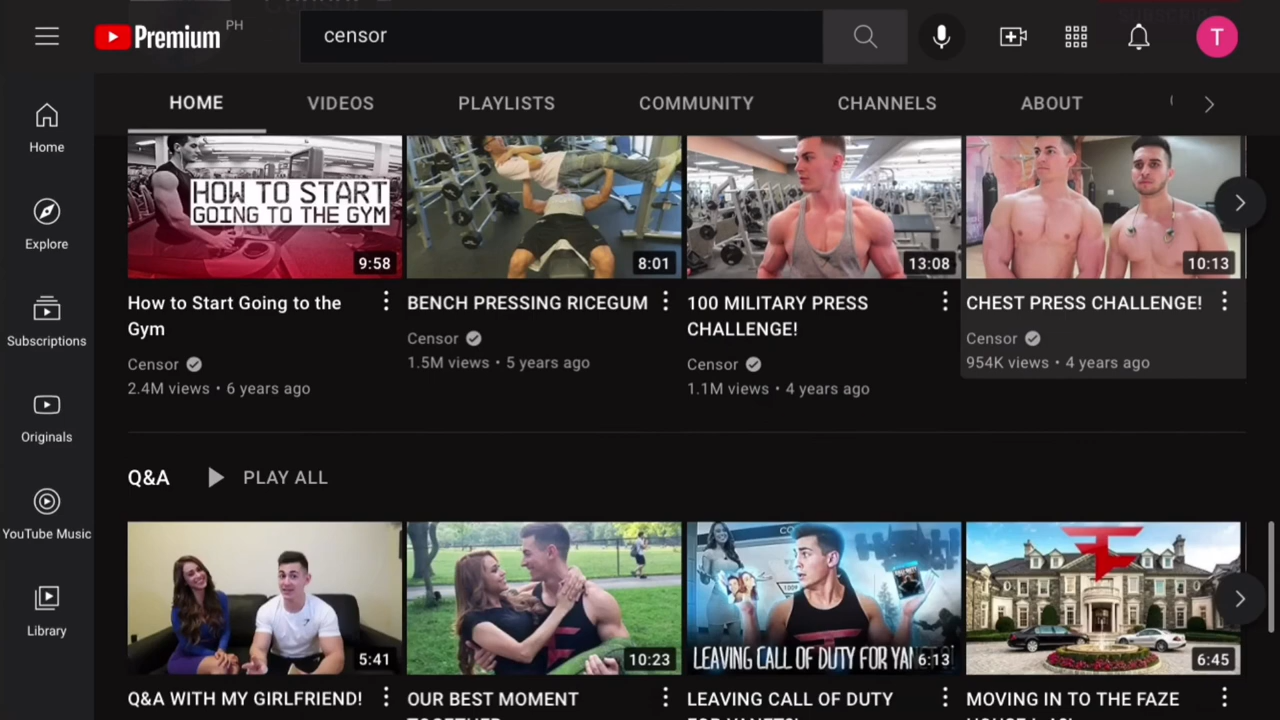 Premium PH
censor
T
HOME VIDEOS PLAYLISTS COMMUNITY CHANNELS ABOUT
Home
Explore
Subscriptions
Originals
YouTube Music
Library
HOW TO START
GOING TO THE GYM
9:58
8:01
13:08
10:13
How to Start Going to the
Gym
Censor
2.4M views • 6 years ago
BENCH PRESSING RICEGUM
Censor
1.5M views • 5 years ago
100 MILITARY PRESS
CHALLENGE!
Censor
1.1M views • 4 years ago
CHEST PRESS CHALLENGE!
Censor
954K views • 4 years ago
Q&A PLAY ALL
5:41
10:23
LEAVING CALL OF DUTY FOR
6:13
6:45
Q&A WITH MY GIRLFRIEND!
OUR BEST MOMENT
LEAVING CALL OF DUTY
MOVING IN TO THE FAZE